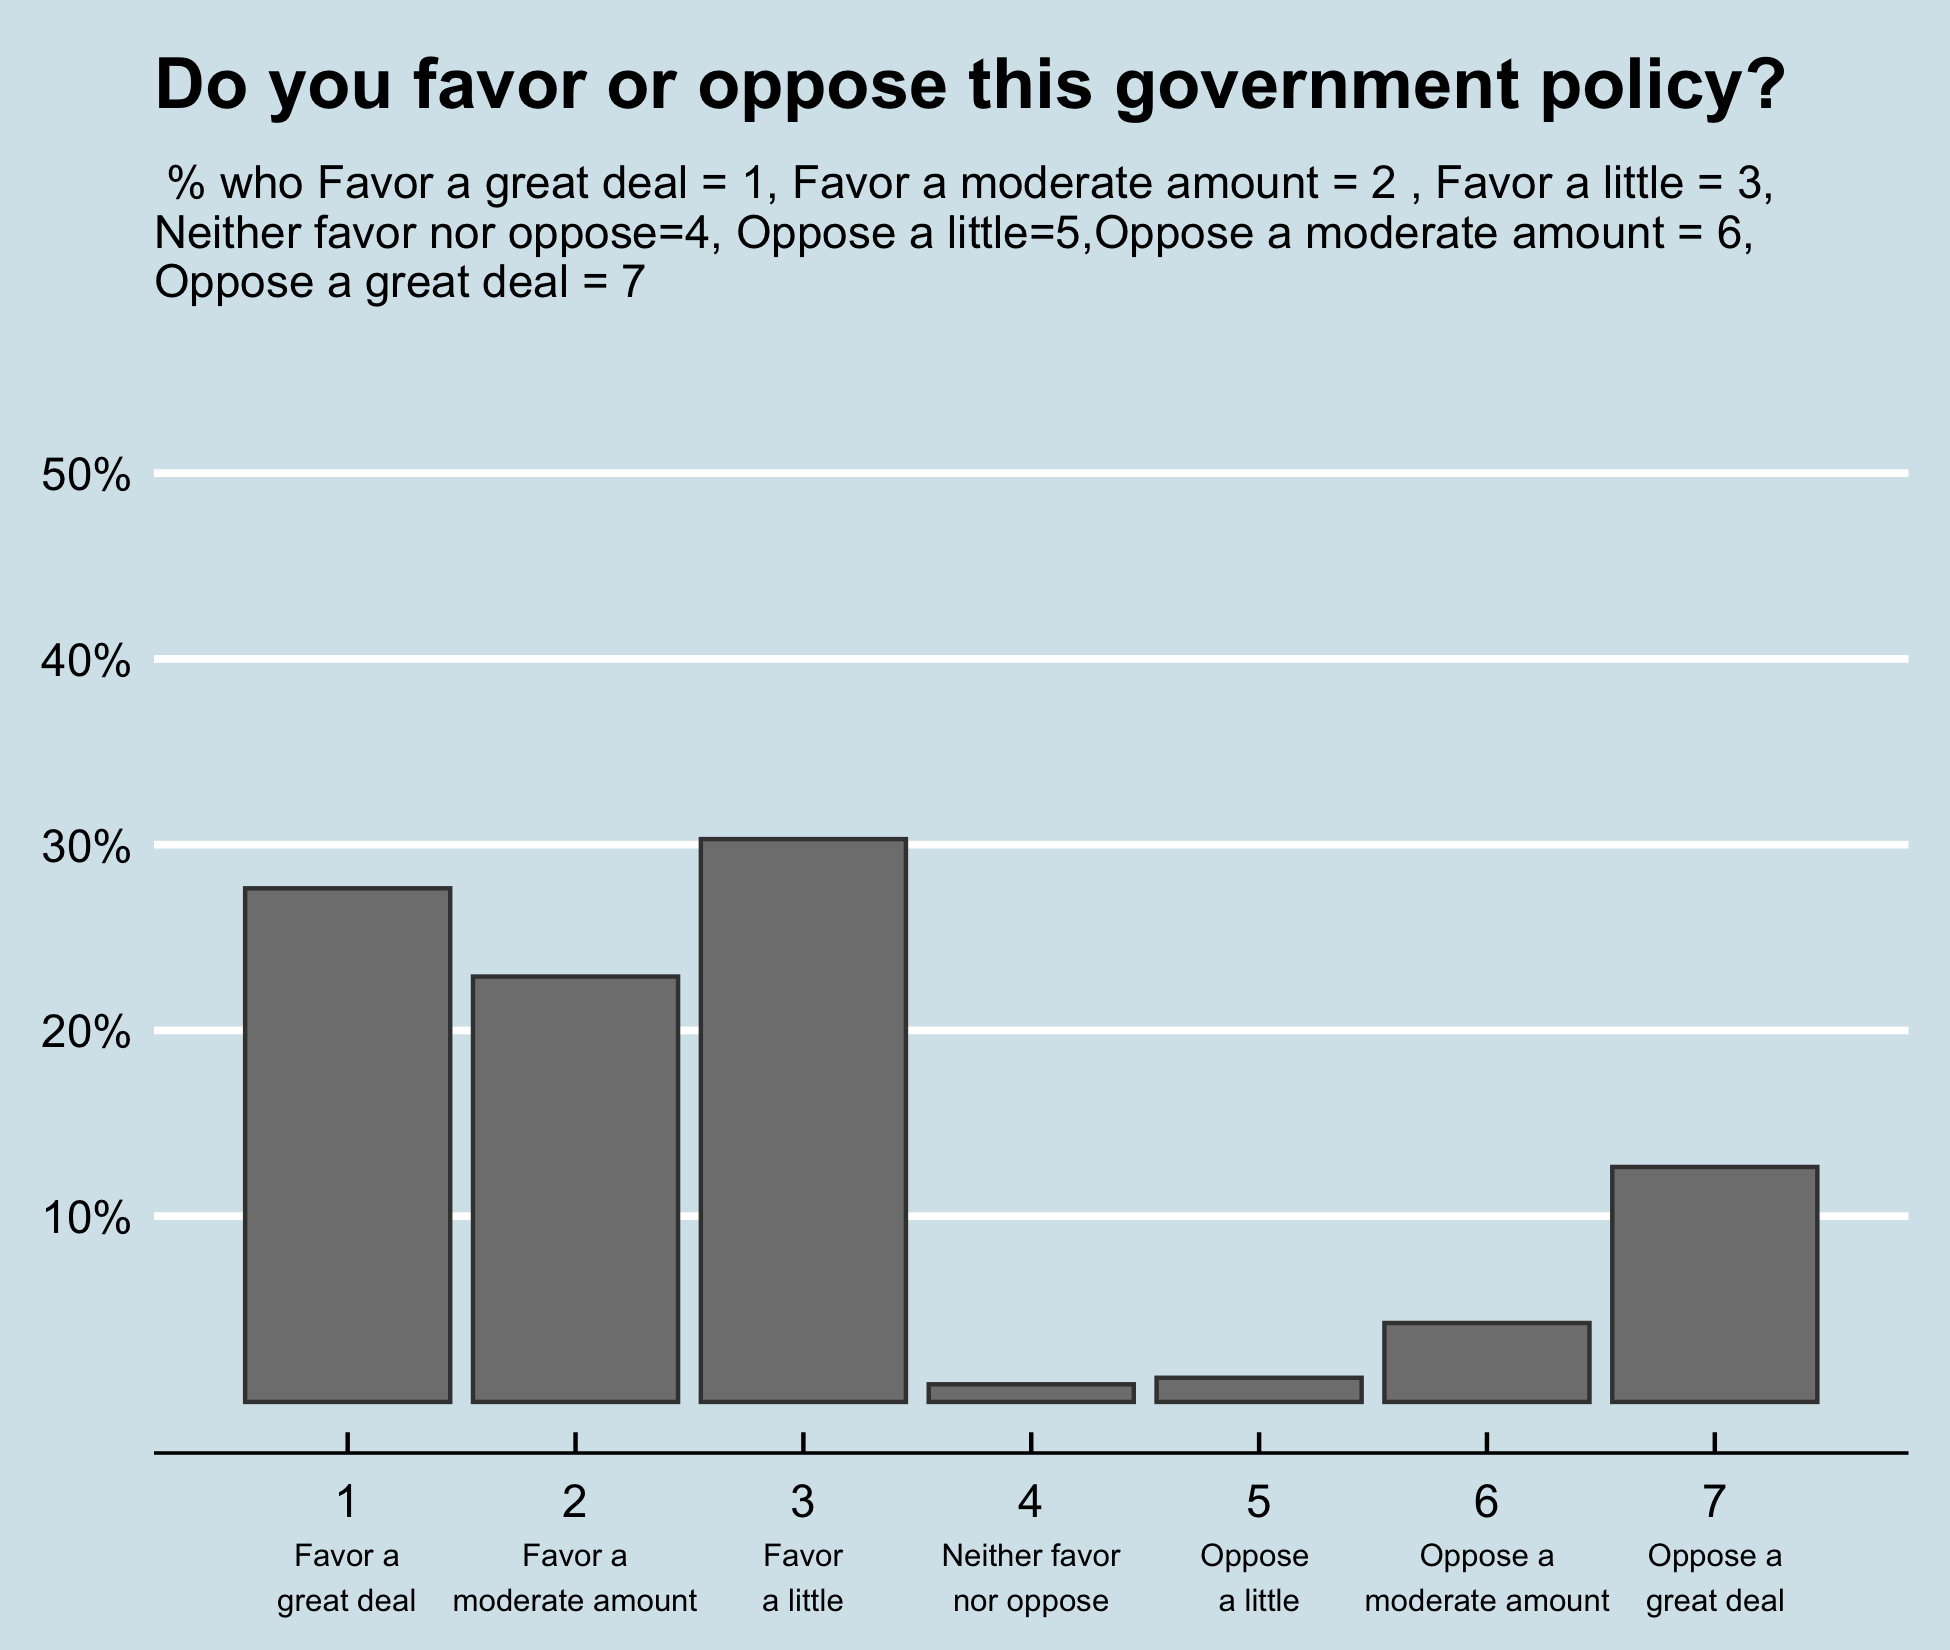 Do you favor or oppose this government policy?
% who Favor a great deal = 1, Favor a moderate amount = 2 , Favor a little = 3,
Neither favor nor oppose=4, Oppose a little=5,Oppose a moderate amount = 6,
Oppose a great deal = 7
50%
40%
30%
20%
10%
1 2 3 4 5 6 7
Favor a Favor a Favor Neither favor Oppose Oppose a Oppose a
great deal moderate amount a little nor oppose a little moderate amount great deal